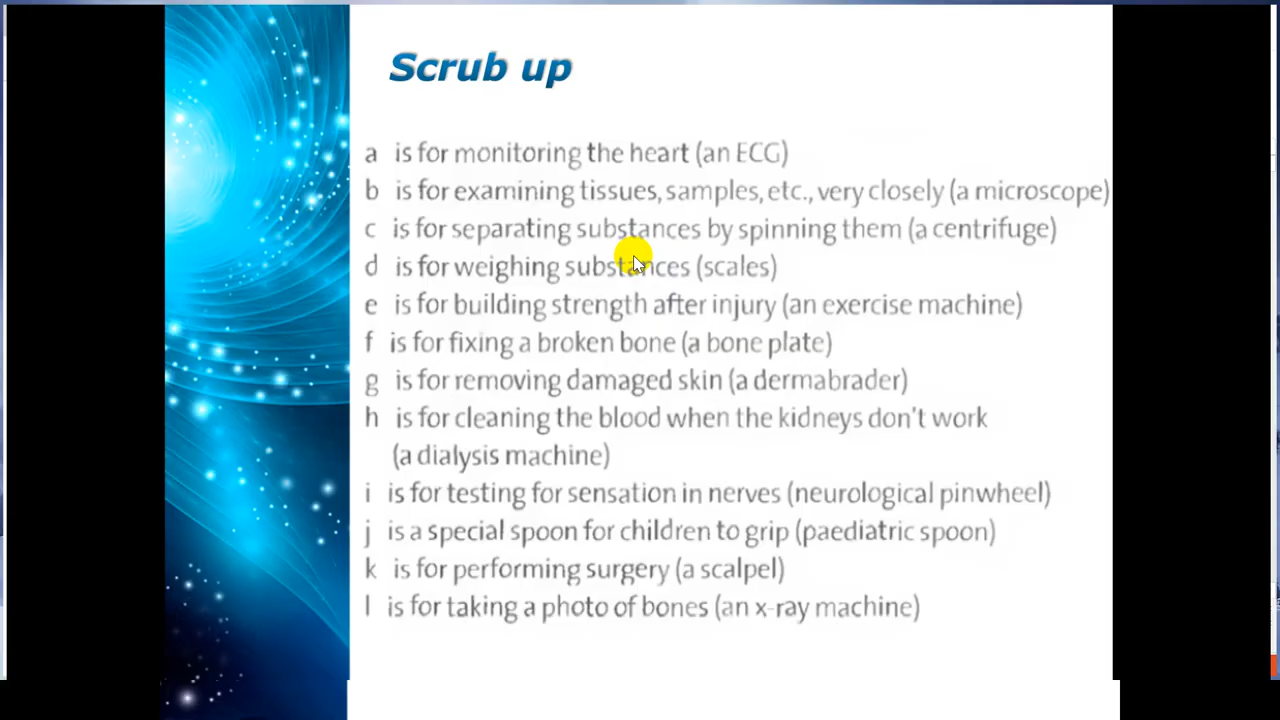 Scrub up
a is for monitoring the heart (an ECG)
b is for examining tissues, samples, etc., very closely (a microscope)
c is for separating substances by spinning them (a centrifuge)
d is for weighing substances (scales)
e is for building strength after injury (an exercise machine)
f is for fixing a broken bone (a bone plate)
g is for removing damaged skin (a dermabrader)
h is for cleaning the blood when the kidneys don't work
(a dialysis machine)
i is for testing for sensation in nerves (neurological pinwheel)
j is a special spoon for children to grip (paediatric spoon)
k is for performing surgery (a scalpel)
l is for taking a photo of bones (an x-ray machine)